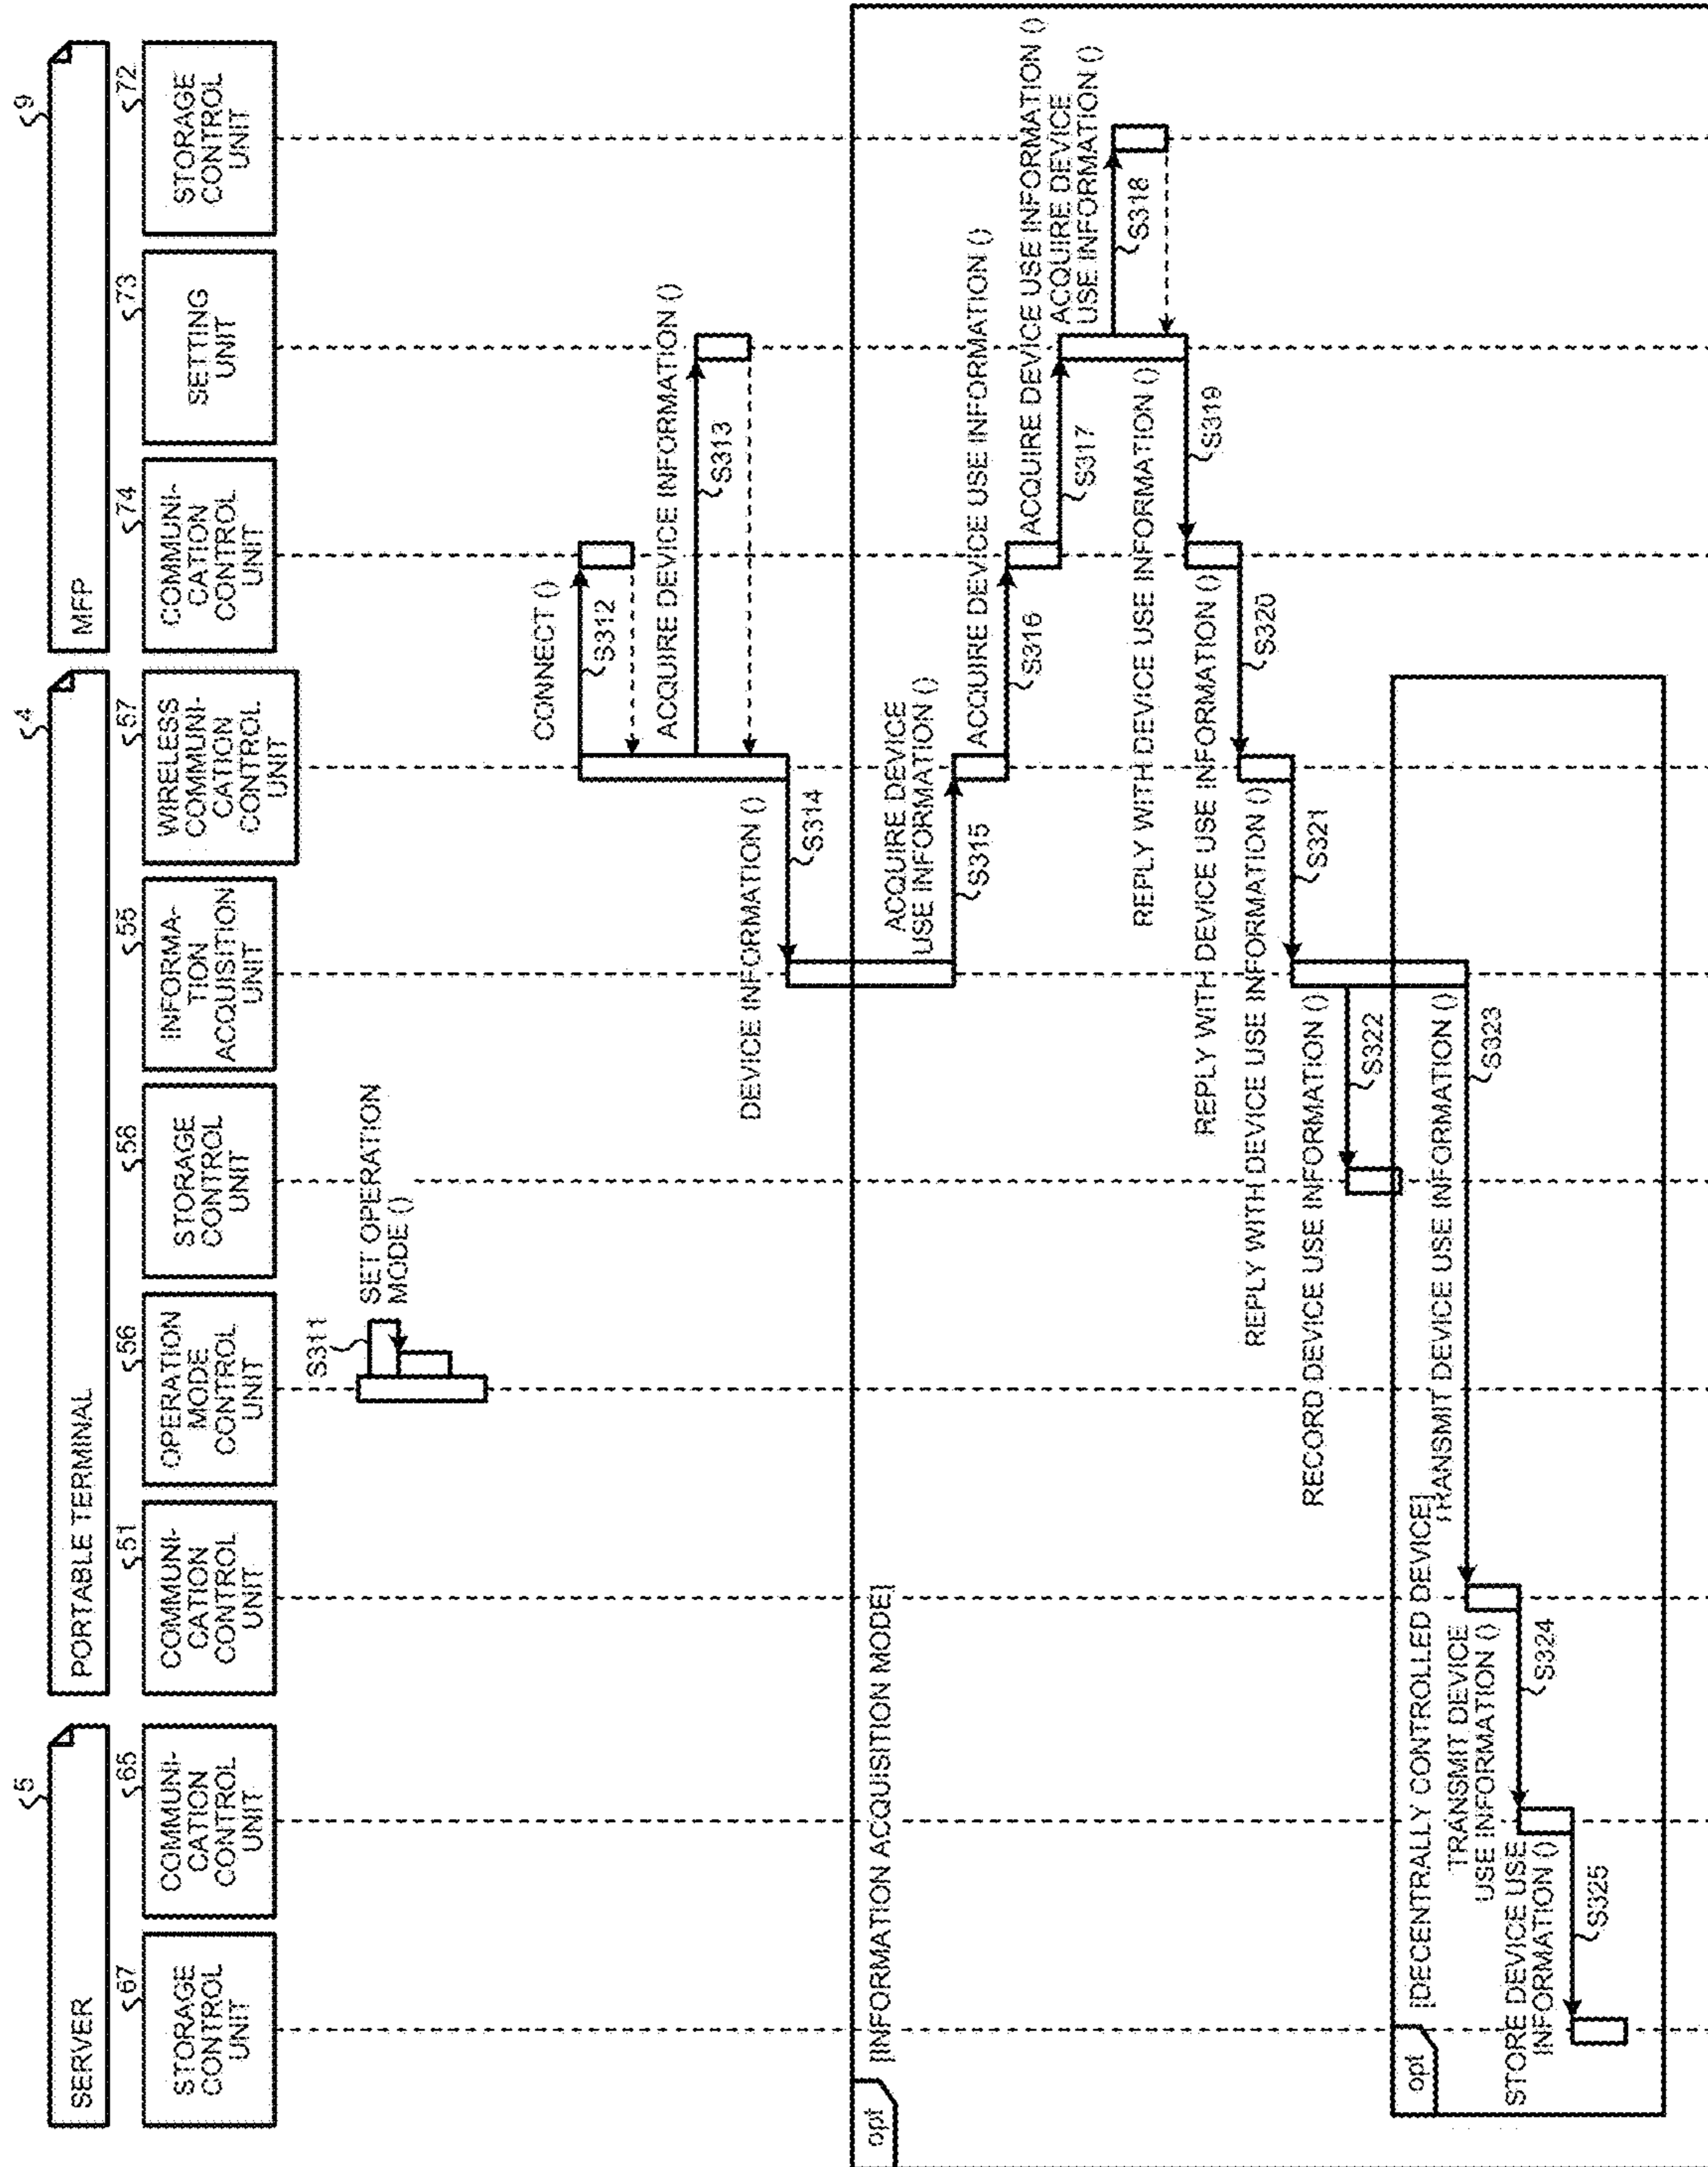 5
4
9
SERVER
PORTABLE TERMINAL
MFP
67
65
51
56
58
55
57
74
73
72
STORAGE
CONTROL
UNIT
COMMUNI-
CATION
CONTROL
UNIT
COMMUNI-
CATION
CONTROL
UNIT
OPERATION
MODE
CONTROL
UNIT
STORAGE
CONTROL
UNIT
INFORMA-
TION
ACQUISITION
UNIT
WIRELESS
COMMUNI-
CATION
CONTROL
UNIT
COMMUNI-
CATION
CONTROL
UNIT
SETTING
UNIT
STORAGE
CONTROL
UNIT
S311
SET OPERATION
MODE ()
CONNECT ()
S312
ACQUIRE DEVICE INFORMATION ()
S313
DEVICE INFORMATION ()
S314
opt
[INFORMATION ACQUISITION MODE]
ACQUIRE DEVICE
USE INFORMATION ()
S315
ACQUIRE DEVICE USE INFORMATION ()
S316
ACQUIRE DEVICE USE INFORMATION ()
S317
ACQUIRE DEVICE
USE INFORMATION ()
S318
REPLY WITH DEVICE USE INFORMATION ()
S319
REPLY WITH DEVICE USE INFORMATION ()
S320
REPLY WITH DEVICE USE INFORMATION ()
S321
RECORD DEVICE USE INFORMATION ()
S322
opt
[DECENTRALLY CONTROLLED DEVICE]
TRANSMIT DEVICE USE INFORMATION ()
S323
TRANSMIT DEVICE
USE INFORMATION ()
S324
STORE DEVICE USE
INFORMATION ()
S325